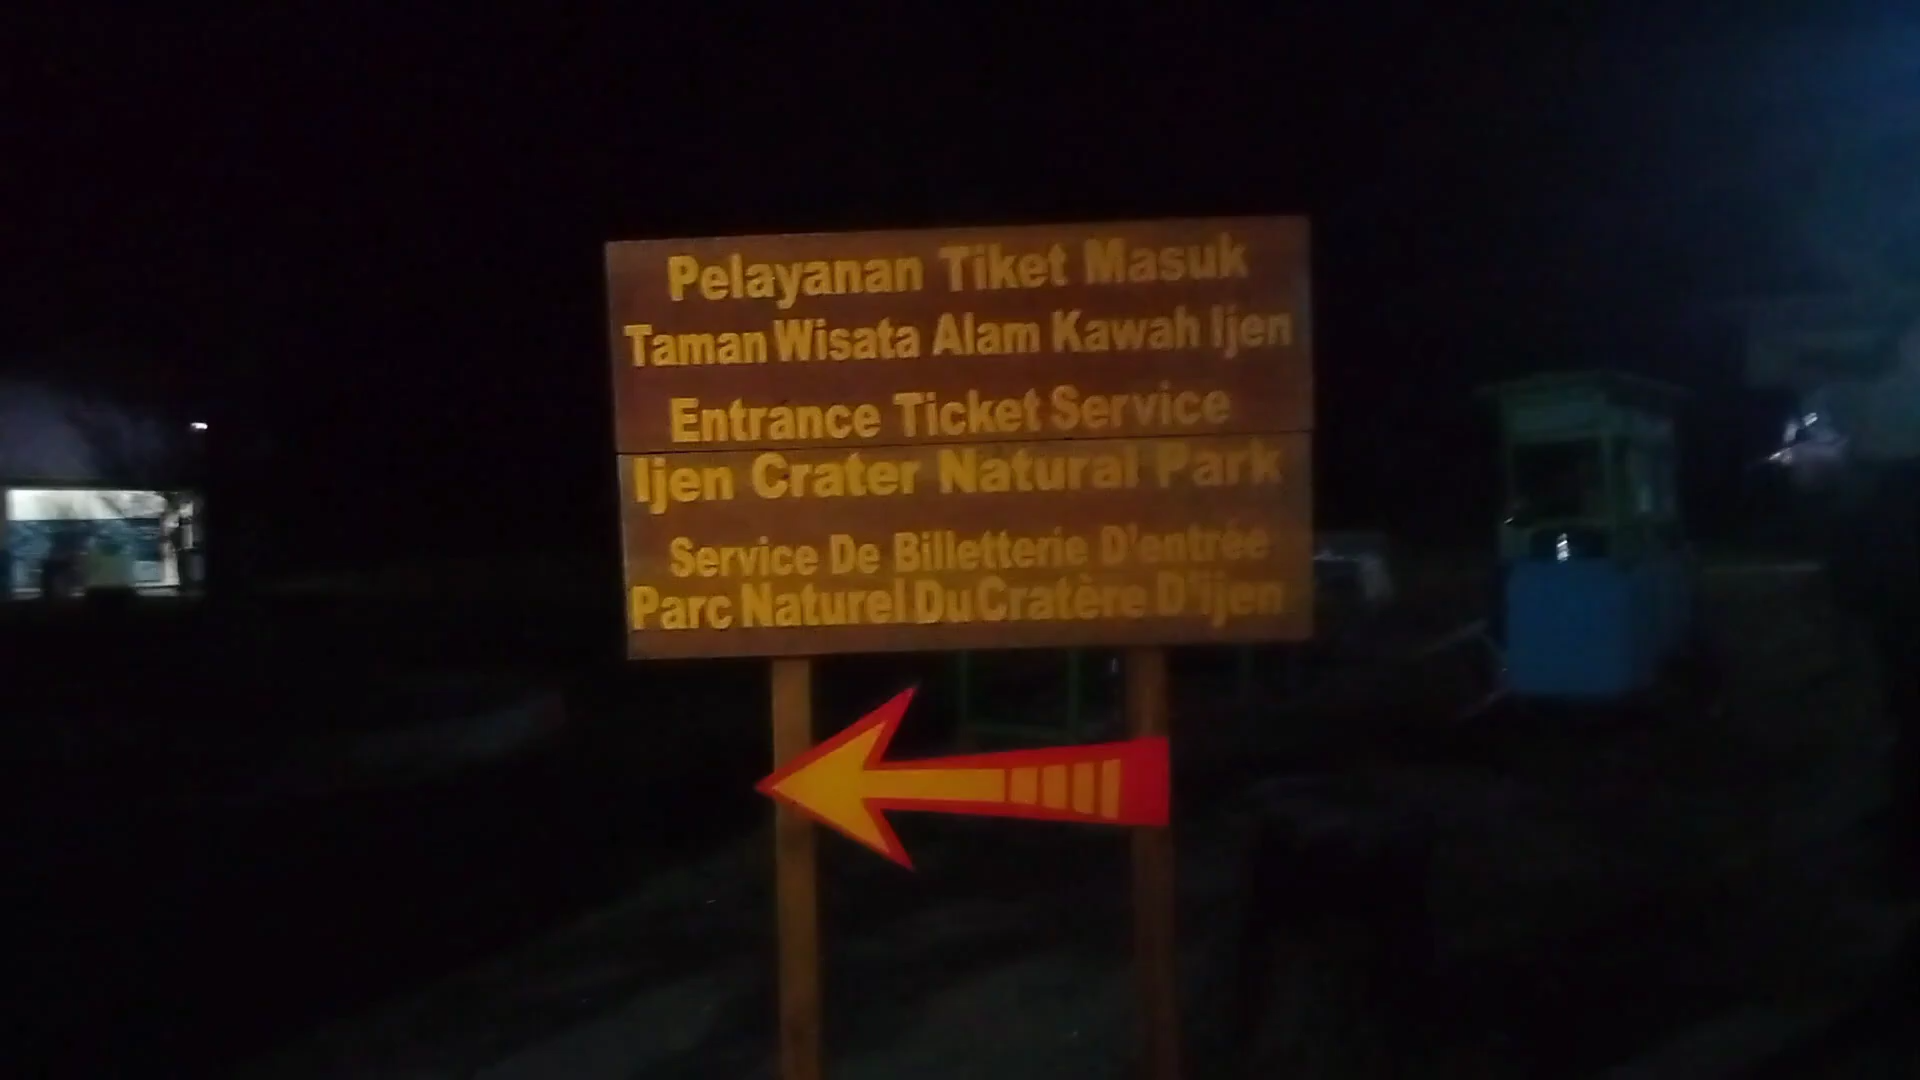 Pelayanan Tiket Masuk
Taman Wisata Alam Kawah Ijen
Entrance Ticket Service
Ijen Crater Natural Park
Service De Billetterie D'entrée
Parc Naturel Du Cratère D'Ijen